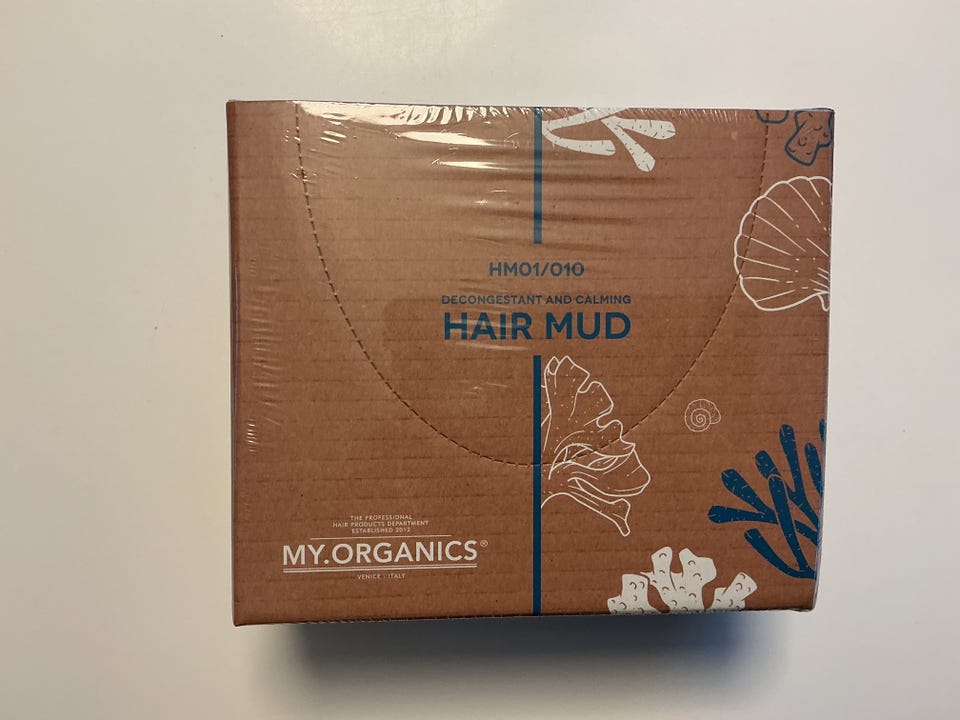 HM01/010
DECONGESTANT AND CALMING
HAIR MUD
THE PROFESSIONAL
HAIR PRODUCTS DEPARTMENT
ESTABLISHED 2012
MY.ORGANICS®
VENICE ITALY